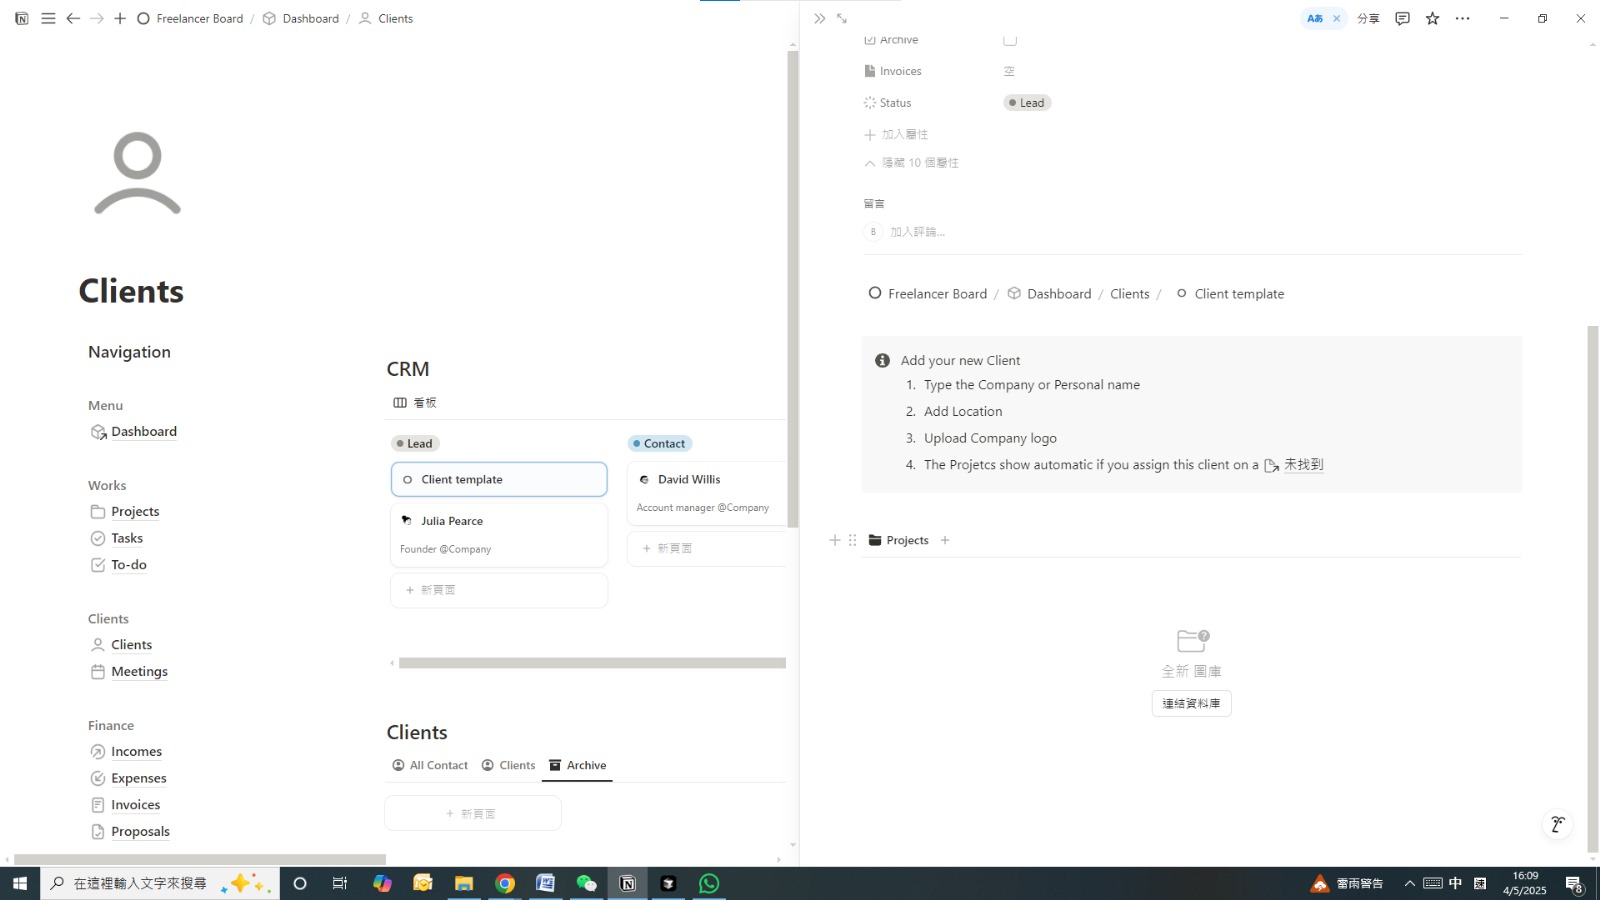 Freelancer Board / Dashboard / Clients
Clients
Navigation
Menu
Dashboard
Works
Projects
Tasks
To-do
Clients
Clients
Meetings
Finance
Incomes
Expenses
Invoices
Proposals
CRM
看板
Lead
Client template
Julia Pearce
Founder @Company
+ 新頁面
Contact
David Willis
Account manager @Company
+ 新頁面
Clients
All Contact Clients Archive
+ 新頁面
Aあ × 分享
Archive
Invoices 空
Status Lead
加入屬性
隱藏 10 個屬性
留言
B 加入評論...
Freelancer Board / Dashboard / Clients / Client template
Add your new Client
1. Type the Company or Personal name
2. Add Location
3. Upload Company logo
4. The Projetcs show automatic if you assign this client on a 未找到
Projects
全新 圖庫
連結資料庫
在這裡輸入文字來搜尋
雷雨警告
中
速
16:09
4/5/2025
8